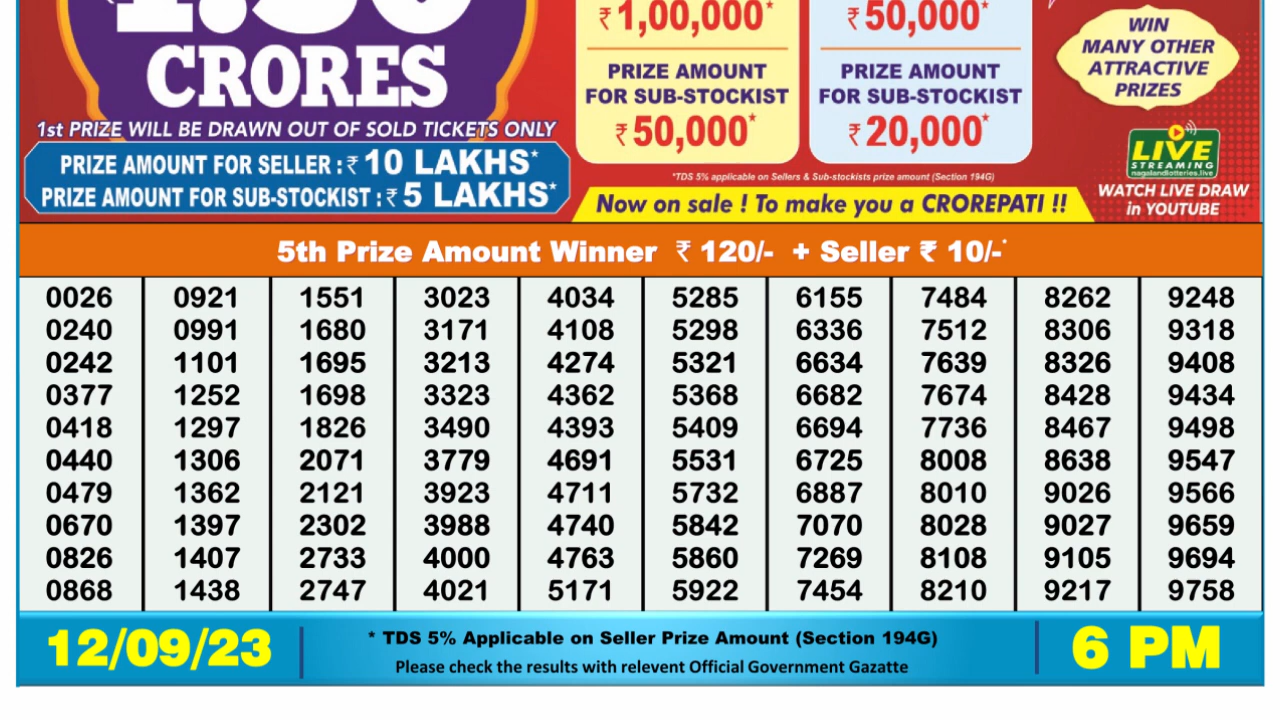 CRORES
1st PRIZE WILL BE DRAWN OUT OF SOLD TICKETS ONLY
PRIZE AMOUNT FOR SELLER : ₹ 10 LAKHS*
PRIZE AMOUNT FOR SUB-STOCKIST : ₹ 5 LAKHS*
₹ 1,00,000*
PRIZE AMOUNT
FOR SUB-STOCKIST
₹ 50,000*
₹ 50,000*
PRIZE AMOUNT
FOR SUB-STOCKIST
₹ 20,000*
*TDS 5% applicable on Sellers & Sub-stockists prize amount (Section 194G)
Now on sale ! To make you a CROREPATI !!
WIN
MANY OTHER
ATTRACTIVE
PRIZES
LIVE
STREAMING
nagalandlotteries.live
WATCH LIVE DRAW
in YOUTUBE
5th Prize Amount Winner ₹ 120/- + Seller ₹ 10/-*
0026 0921 1551 3023 4034 5285 6155 7484 8262 9248
0240 0991 1680 3171 4108 5298 6336 7512 8306 9318
0242 1101 1695 3213 4274 5321 6634 7639 8326 9408
0377 1252 1698 3323 4362 5368 6682 7674 8428 9434
0418 1297 1826 3490 4393 5409 6694 7736 8467 9498
0440 1306 2071 3779 4691 5531 6725 8008 8638 9547
0479 1362 2121 3923 4711 5732 6887 8010 9026 9566
0670 1397 2302 3988 4740 5842 7070 8028 9027 9659
0826 1407 2733 4000 4763 5860 7269 8108 9105 9694
0868 1438 2747 4021 5171 5922 7454 8210 9217 9758
12/09/23
* TDS 5% Applicable on Seller Prize Amount (Section 194G)
Please check the results with relevent Official Government Gazatte
6 PM